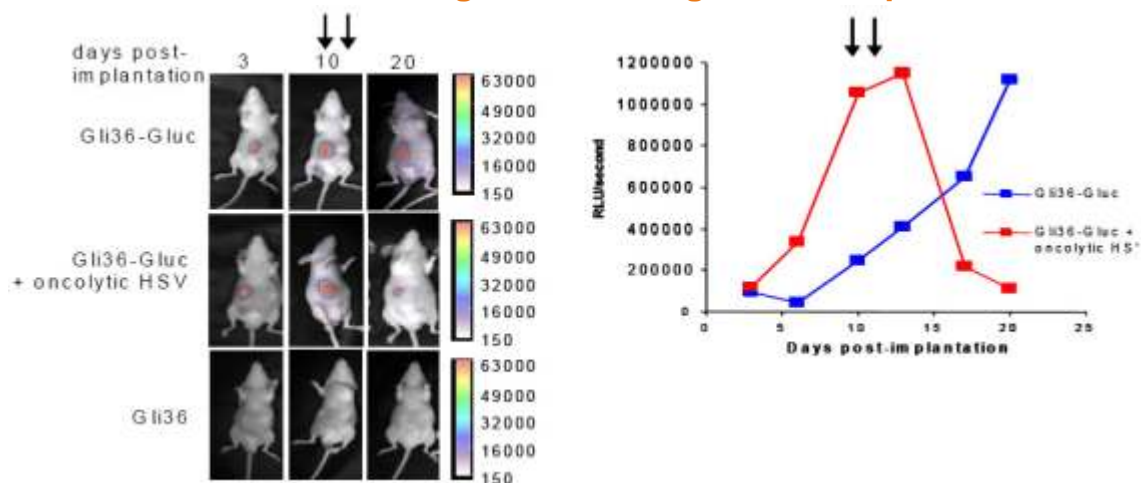 days post-
implantation
3 10 20
Gli36-Gluc
63000
49000
32000
16000
150
Gli36-Gluc
+ oncolytic HSV
63000
49000
32000
16000
150
Gli36
63000
49000
32000
16000
150
RLU/second
1200000
1000000
800000
600000
400000
200000
0
0 5 10 15 20 25
Days post-implantation
Gli36-Gluc
Gli36-Gluc +
oncolytic HS